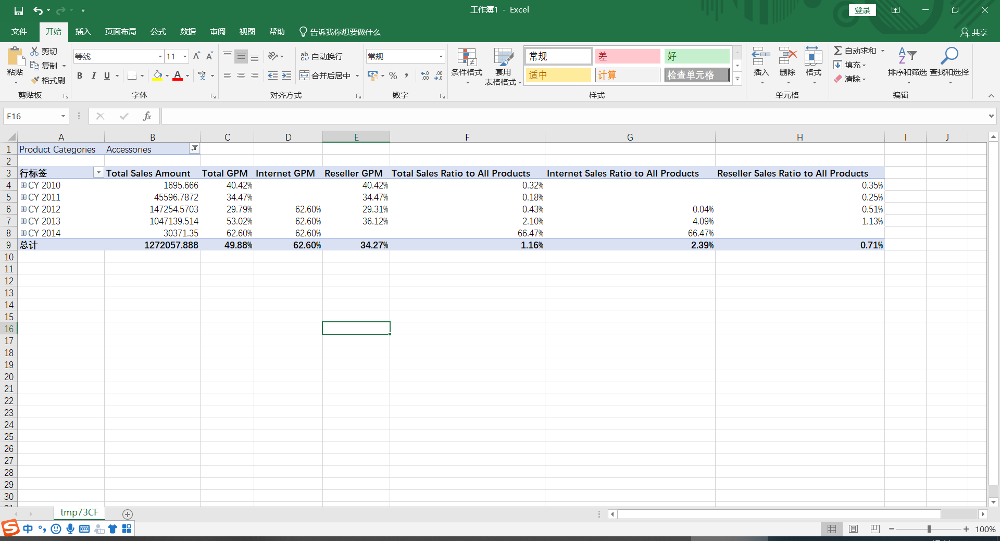 工作簿1 - Excel
登录
文件 开始 插入 页面布局 公式 数据 审阅 视图 帮助 告诉我你想要做什么 共享
粘贴 剪切 复制 格式刷
剪贴板
等线 11
B I U A wén 文
字体
ab 自动换行
合并后居中
对齐方式
常规
% , .00
数字
条件格式 套用 表格格式
常规 差 好
适中 计算 检查单元格
样式
插入 删除 格式
单元格
自动求和
填充
清除
排序和筛选 查找和选择
编辑
E16 fx
A B C D E F G H I J
1 Product Categories Accessories
2
3 行标签 Total Sales Amount Total GPM Internet GPM Reseller GPM Total Sales Ratio to All Products Internet Sales Ratio to All Products Reseller Sales Ratio to All Products
4 CY 2010 1695.666 40.42% 40.42% 0.32% 0.35%
5 CY 2011 45596.7872 34.47% 34.47% 0.18% 0.25%
6 CY 2012 147254.5703 29.79% 62.60% 29.31% 0.43% 0.04% 0.51%
7 CY 2013 1047139.514 53.02% 62.60% 36.12% 2.10% 4.09% 1.13%
8 CY 2014 30371.35 62.60% 62.60% 66.47% 66.47%
9 总计 1272057.888 49.88% 62.60% 34.27% 1.16% 2.39% 0.71%
10
11
12
13
14
15
16
17
18
19
20
21
22
23
24
25
26
27
28
29
30
tmp73CF
S 中
100%